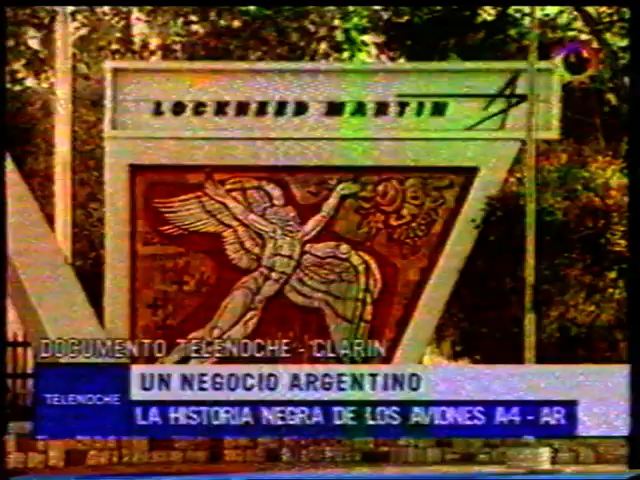 LOCKHEED MARTIN
DOCUMENTO TELENOCHE - CLARIN
UN NEGOCIO ARGENTINO
TELENOCHE
LA HISTORIA NEGRA DE LOS AVIONES A4 - AR